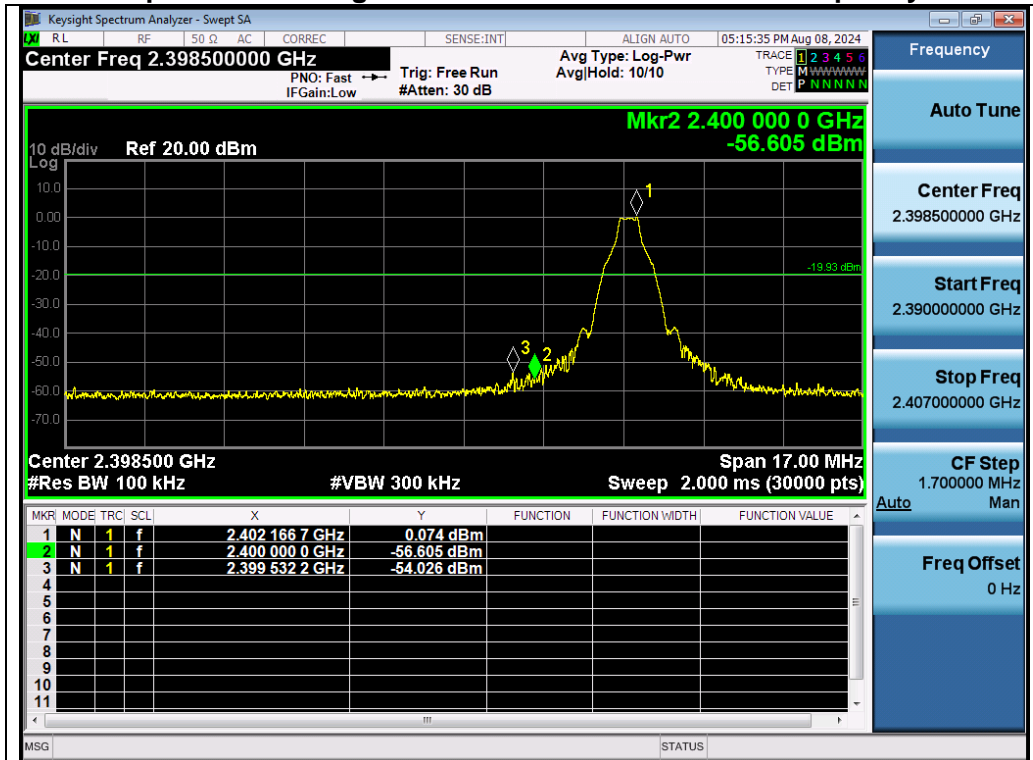 Keysight Spectrum Analyzer - Swept SA
LXI RL RF 50 Ω AC CORREC SENSE:INT ALIGN AUTO 05:15:35 PM Aug 08, 2024
Center Freq 2.398500000 GHz
PNO: Fast
IFGain:Low
Trig: Free Run
#Atten: 30 dB
Avg Type: Log-Pwr
Avg|Hold: 10/10
TRACE 1 2 3 4 5 6
TYPE M W W W W W
DET P N N N N N
Mkr2 2.400 000 0 GHz
-56.605 dBm
10 dB/div Ref 20.00 dBm
Log
10.0
0.00
-10.0
-20.0
-30.0
-40.0
-50.0
-60.0
-70.0
1
-19.93 dBm
3 2
Center 2.398500 GHz Span 17.00 MHz
#Res BW 100 kHz #VBW 300 kHz Sweep 2.000 ms (30000 pts)
MKR MODE TRC SCL X Y FUNCTION FUNCTION WIDTH FUNCTION VALUE
1 N 1 f 2.402 166 7 GHz 0.074 dBm
2 N 1 f 2.400 000 0 GHz -56.605 dBm
3 N 1 f 2.399 532 2 GHz -54.026 dBm
4
5
6
7
8
9
10
11
MSG STATUS
Frequency
Auto Tune
Center Freq
2.398500000 GHz
Start Freq
2.390000000 GHz
Stop Freq
2.407000000 GHz
CF Step
1.700000 MHz
Auto Man
Freq Offset
0 Hz